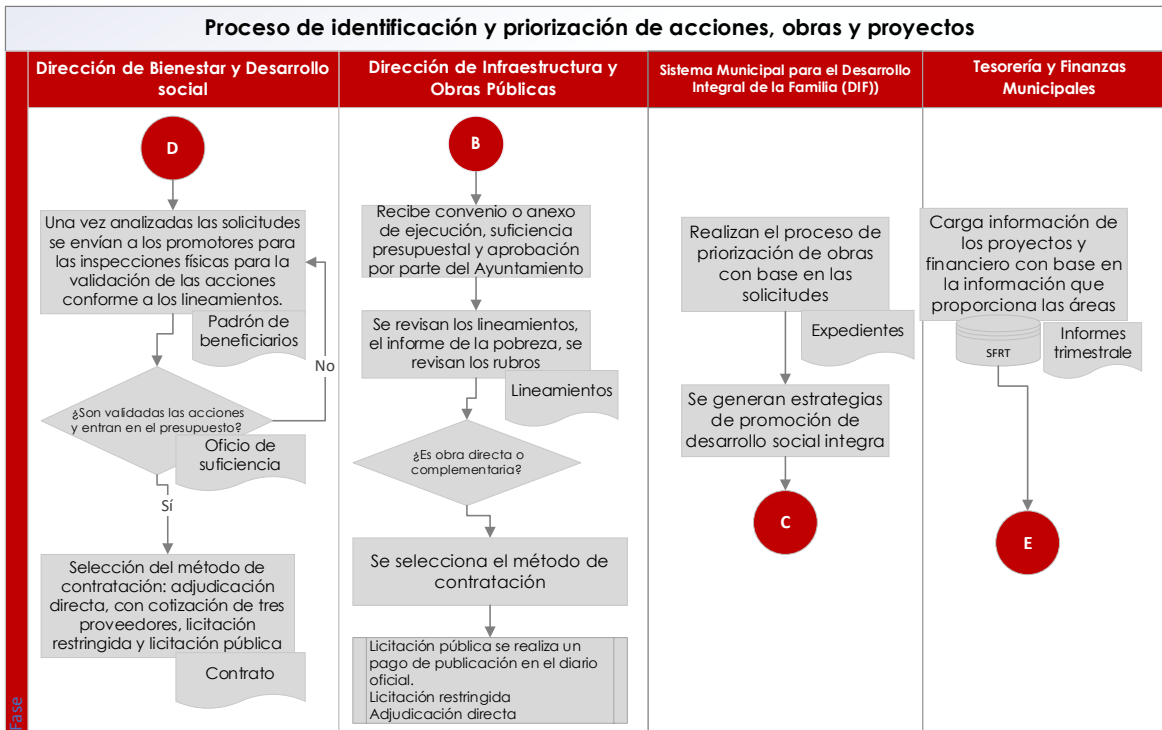 Proceso de identificación y priorización de acciones, obras y proyectos
Dirección de Bienestar y Desarrollo
social
D
Una vez analizadas las solicitudes
se envían a los promotores para
las inspecciones físicas para la
validación de las acciones
conforme a los lineamientos.
Padrón de
beneficiarios
No
¿Son validadas las acciones
y entran en el presupuesto?
Oficio de
suficiencia
Sí
Selección del método de
contratación: adjudicación
directa, con cotización de tres
proveedores, licitación
restringida y licitación pública
Contrato
Dirección de Infraestructura y
Obras Públicas
B
Recibe convenio o anexo
de ejecución, suficiencia
presupuestal y aprobación
por parte del Ayuntamiento
Se revisan los lineamientos,
el informe de la pobreza, se
revisan los rubros
Lineamientos
¿Es obra directa o
complementaria?
Se selecciona el método de
contratación
Licitación pública se realiza un
pago de publicación en el diario
oficial.
Licitación restringida
Adjudicación directa
Sistema Municipal para el Desarrollo
Integral de la Familia (DIF))
Realizan el proceso de
priorización de obras
con base en las
solicitudes
Expedientes
Se generan estrategias
de promoción de
desarrollo social integra
C
Tesorería y Finanzas
Municipales
Carga información de
los proyectos y
financiero con base en
la información que
proporciona las áreas
SFRT
Informes
trimestrale
E
Fase